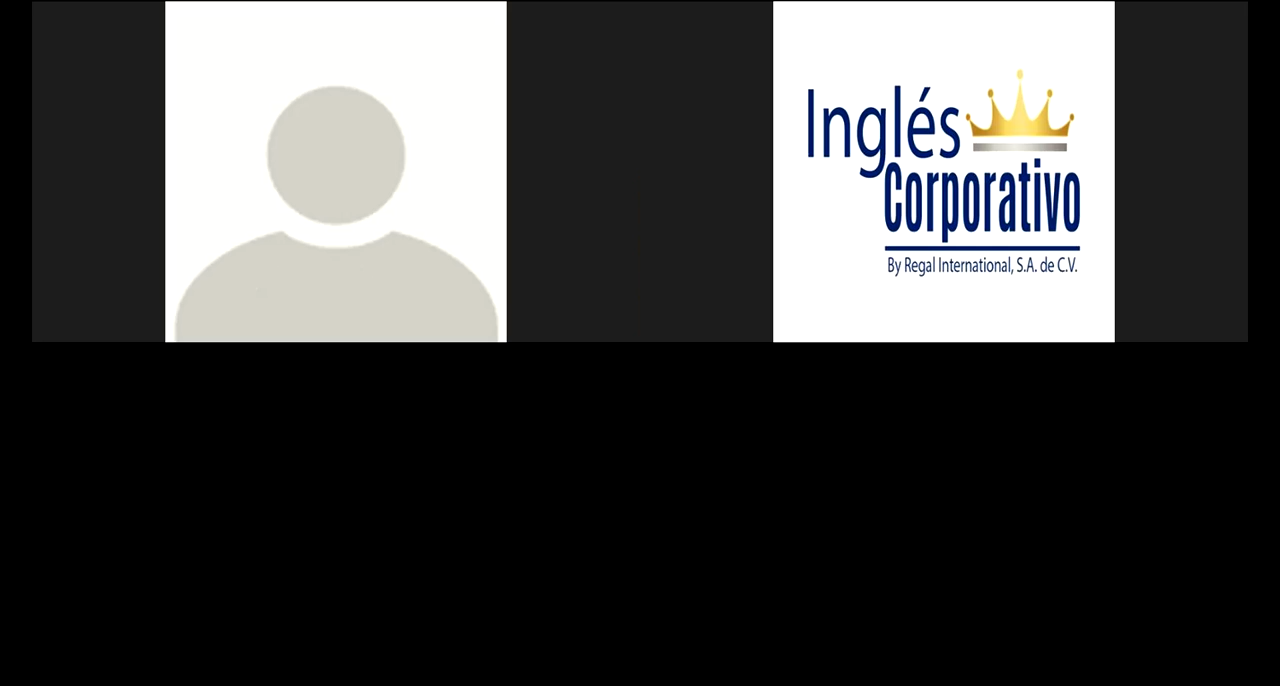 Inglés
Corporativo
By Regal International, S.A. de C.V.